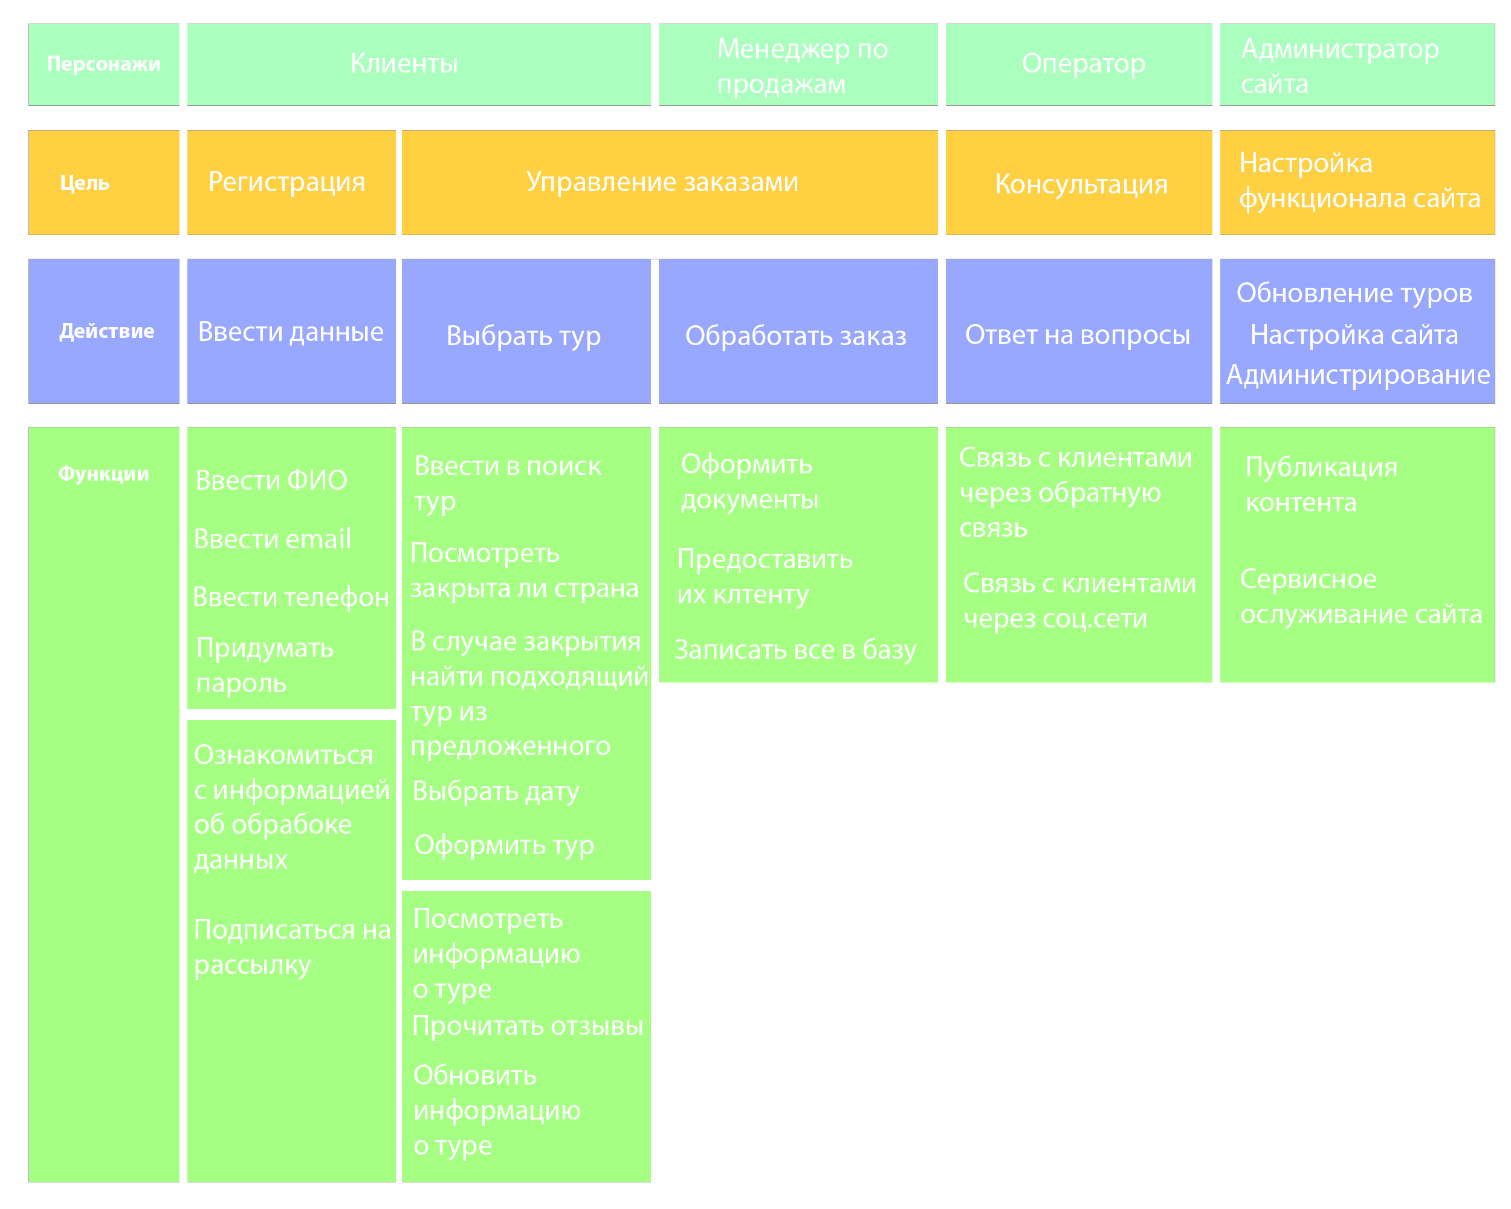 Персонажи
Клиенты
Менеджер по
продажам
Оператор
Администратор
сайта
Цель
Регистрация
Управление заказами
Консультация
Настройка
функционала сайта
Действие
Ввести данные
Выбрать тур
Обработать заказ
Ответ на вопросы
Обновление туров
Настройка сайта
Администрирование
Функции
Ввести ФИО
Ввести email
Ввести телефон
Придумать
пароль
Ознакомиться
с информацией
об обрабоке
данных
Подписаться на
рассылку
Ввести в поиск
тур
Посмотреть
закрыта ли страна
В случае закрытия
найти подходящий
тур из
предложенного
Выбрать дату
Оформить тур
Посмотреть
информацию
о туре
Прочитать отзывы
Обновить
информацию
о туре
Оформить
документы
Предоставить
их клтенту
Записать все в базу
Связь с клиентами
через обратную
связь
Связь с клиентами
через соц.сети
Публикация
контента
Сервисное
ослуживание сайта